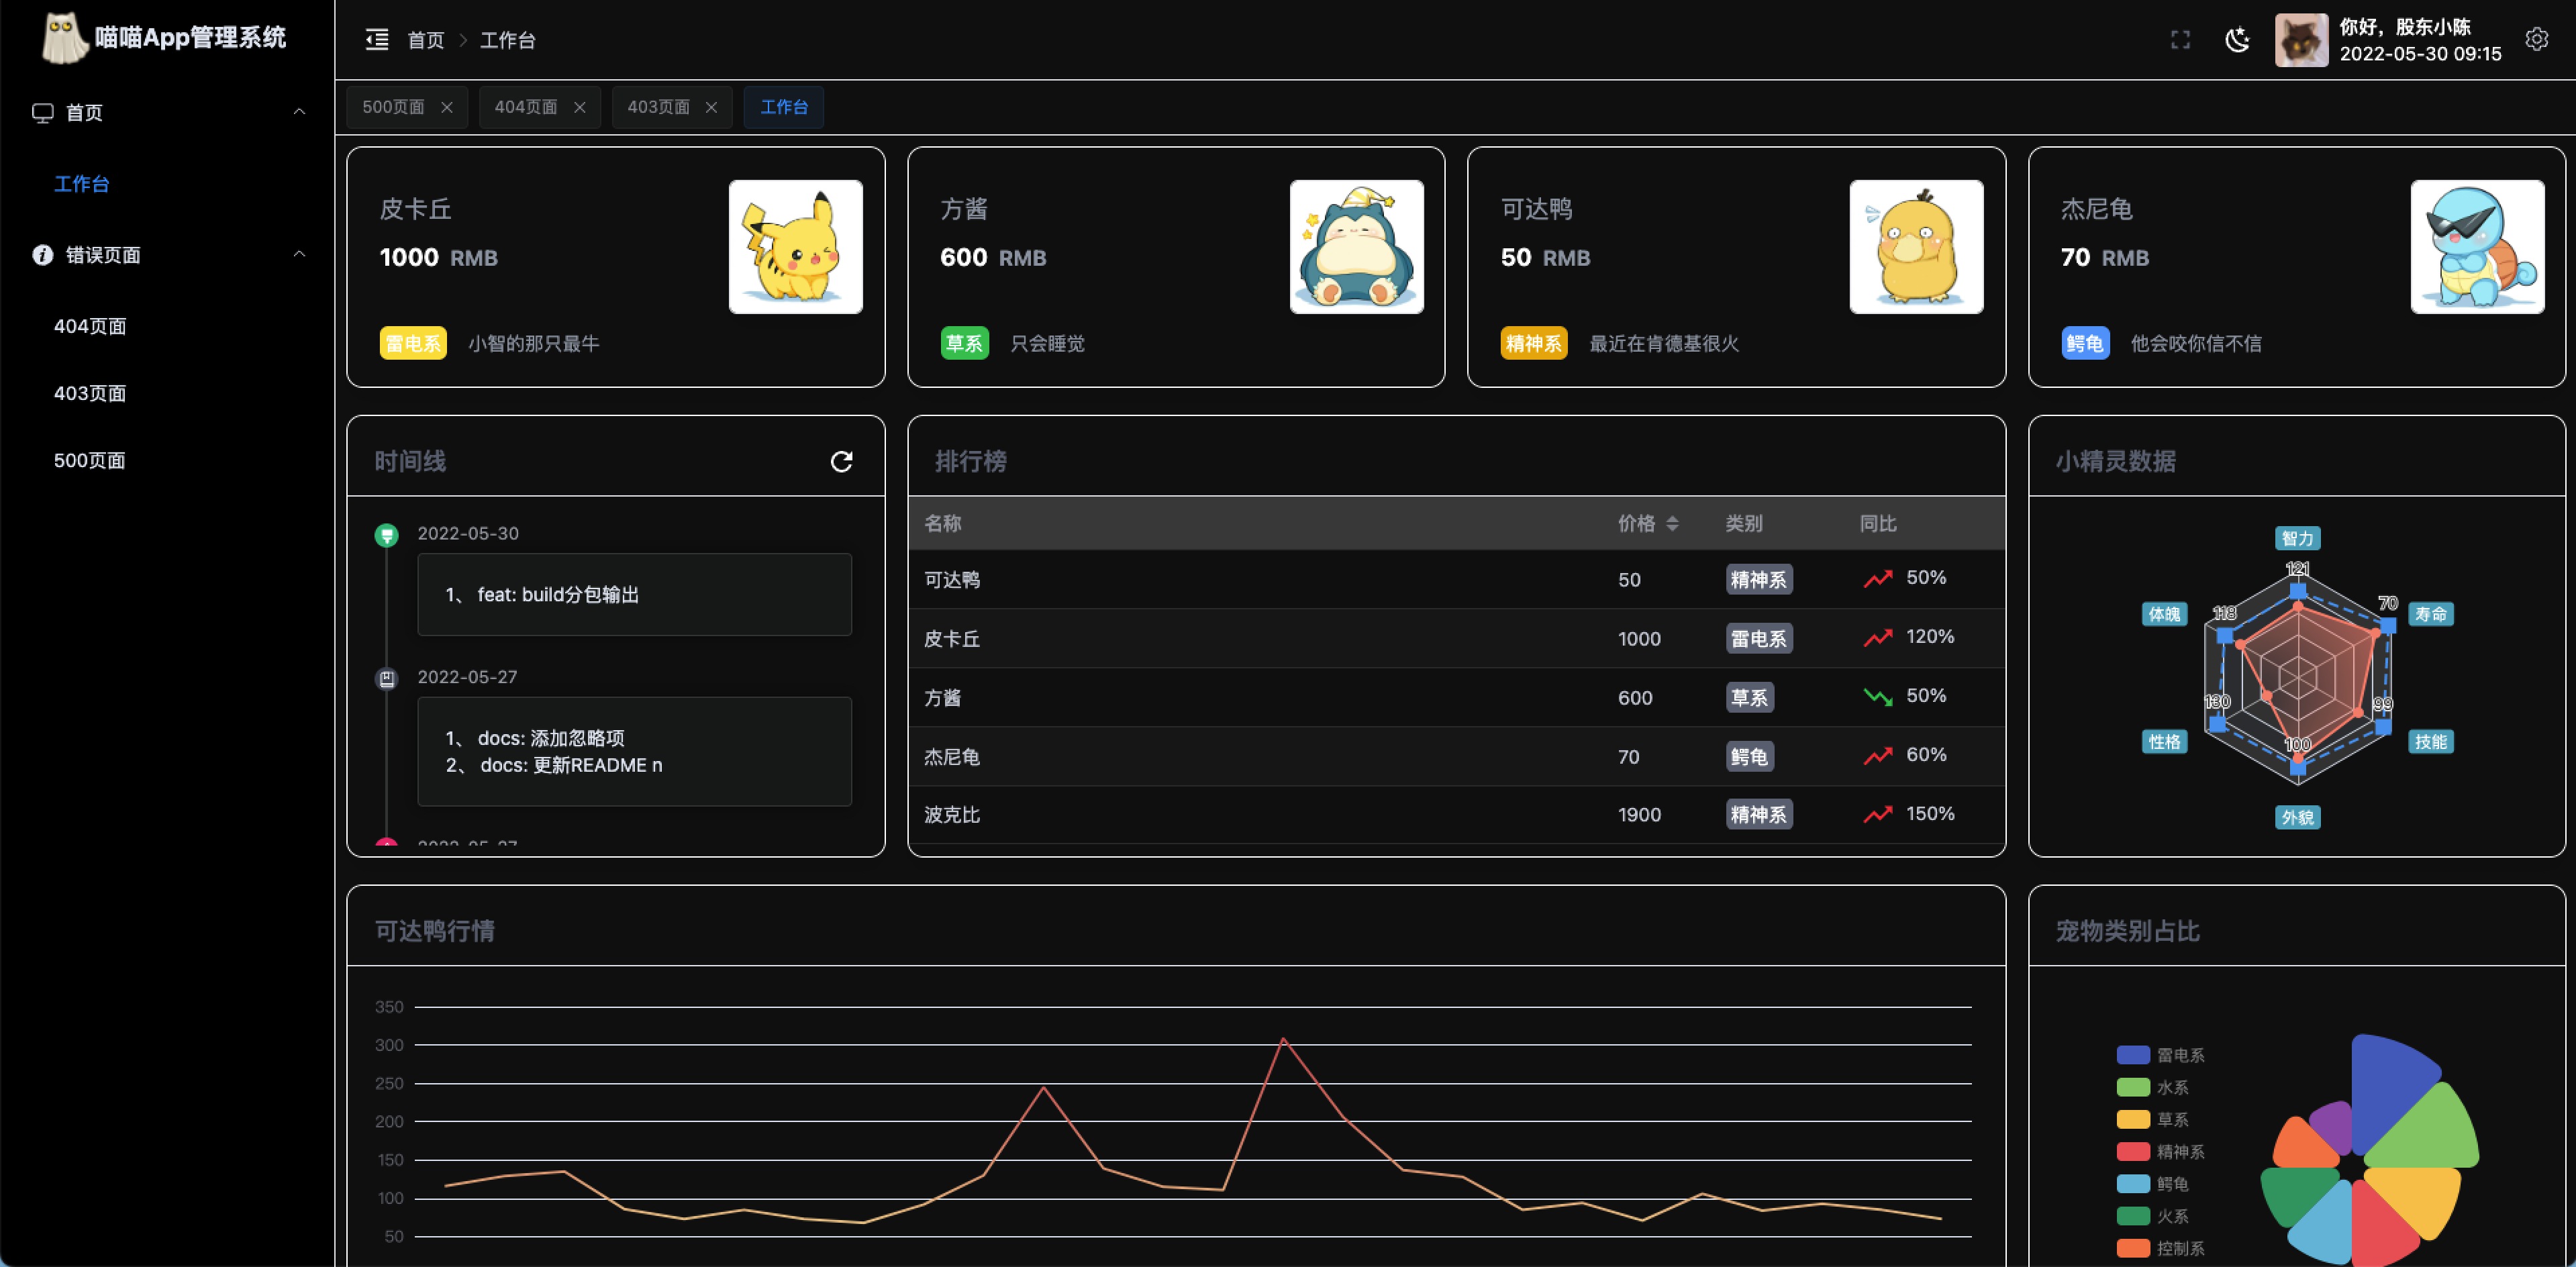 喵喵App管理系统
首页
工作台
错误页面
404页面
403页面
500页面
首页
工作台
你好，股东小陈
2022-05-30 09:15
500页面
404页面
403页面
工作台
皮卡丘
1000 RMB
雷电系 小智的那只最牛
方酱
600 RMB
草系 只会睡觉
可达鸭
50 RMB
精神系 最近在肯德基很火
杰尼龟
70 RMB
鳄龟 他会咬你信不信
时间线
2022-05-30
1、 feat: build分包输出
2022-05-27
1、 docs: 添加忽略项
2、 docs: 更新README n
2022-05-27
排行榜
名称 价格 类别 同比
可达鸭 50 精神系 50%
皮卡丘 1000 雷电系 120%
方酱 600 草系 50%
杰尼龟 70 鳄龟 60%
波克比 1900 精神系 150%
小精灵数据
智力
121
体魄 118 70 寿命
130 99
性格 100 技能
外貌
可达鸭行情
350
300
250
200
150
100
50
宠物类别占比
雷电系
水系
草系
精神系
鳄龟
火系
控制系